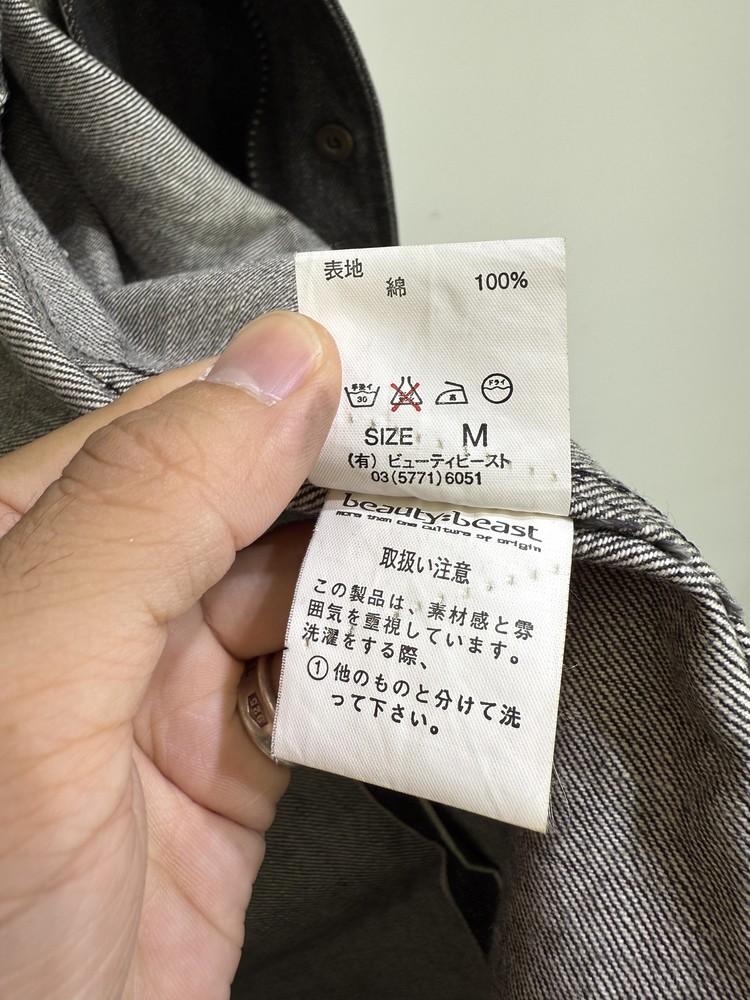 表地 綿 100%
手洗イ 30 高 ドライ
SIZE M
(有) ビューティビースト
03(5771)6051
beauty:beast
more than one culture of origin
取扱い注意
この製品は、素材感と雰
囲気を重視しています。
洗濯をする際、
①他のものと分けて洗
って下さい。
925